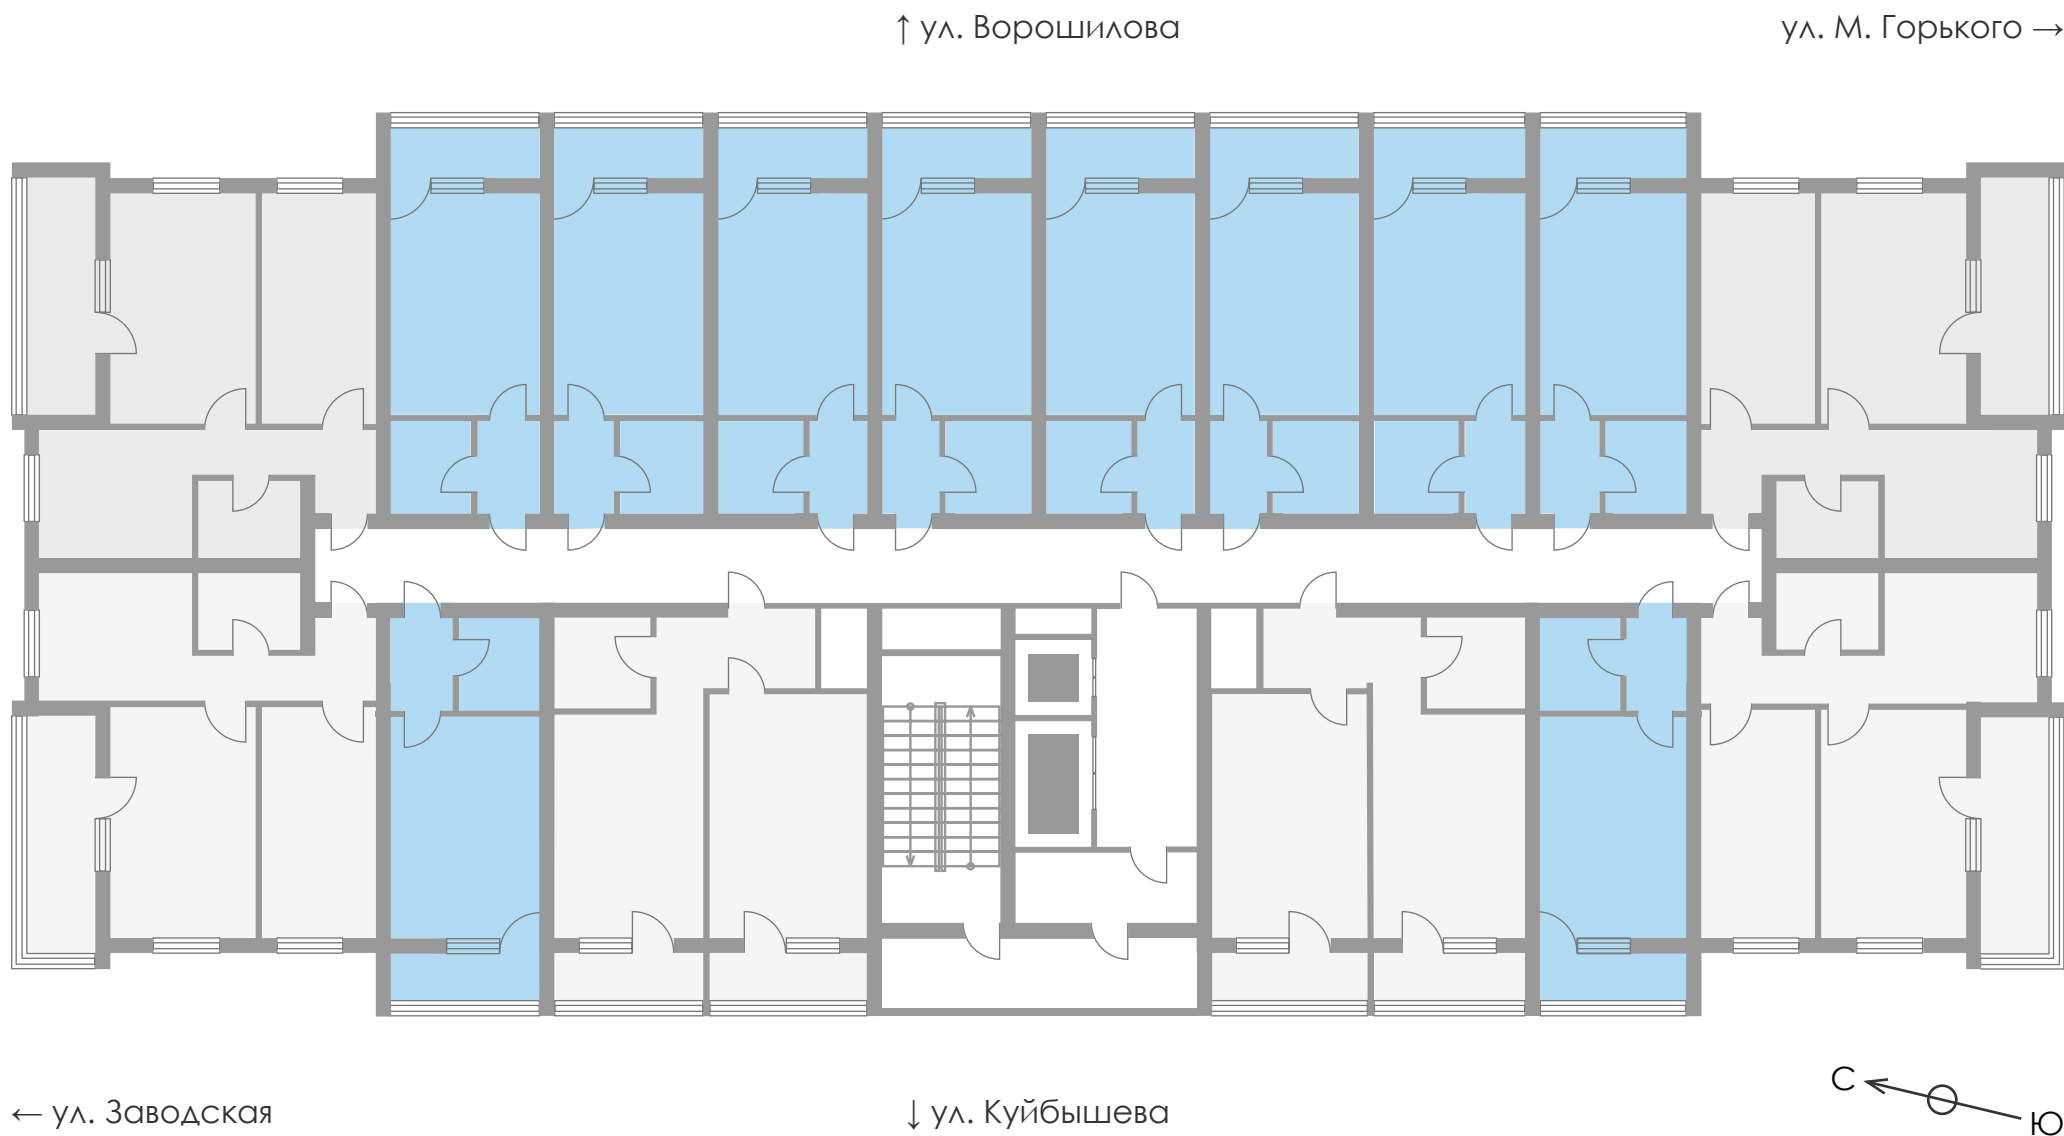 ↑ ул. Ворошилова
ул. М. Горького →
С
Ю
← ул. Заводская
↓ ул. Куйбышева